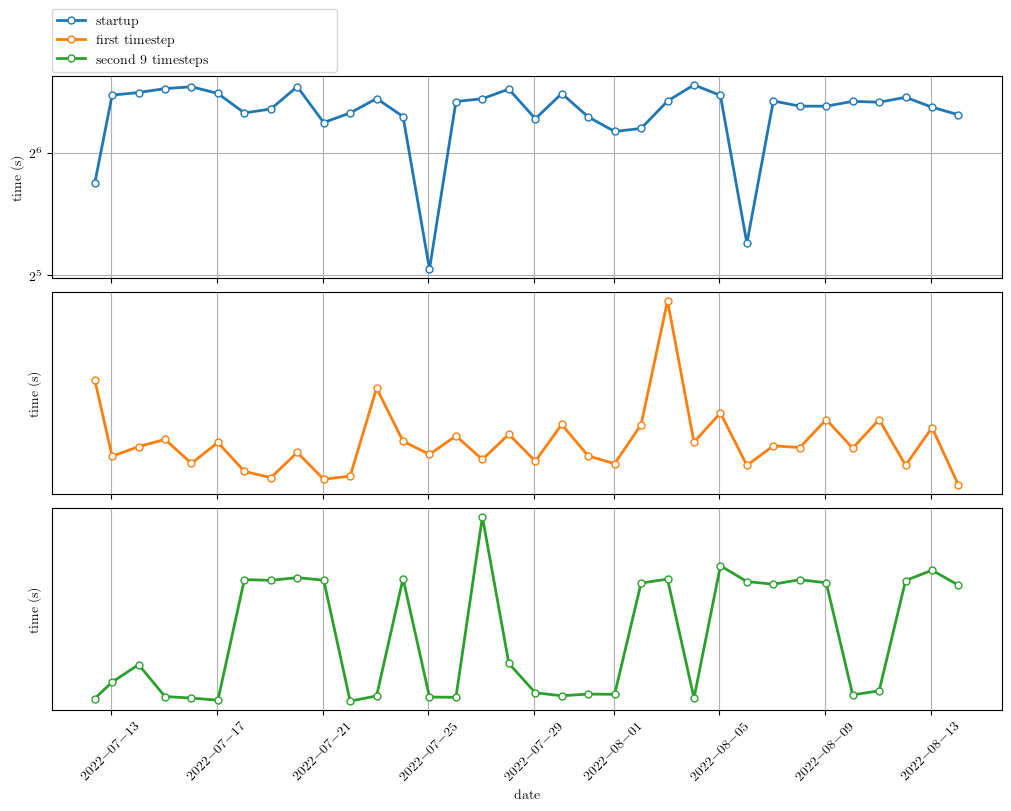 startup
first timestep
second 9 timesteps
2^6
time (s)
2^5
time (s)
time (s)
2022-07-13
2022-07-17
2022-07-21
2022-07-25
2022-07-29
2022-08-01
2022-08-05
2022-08-09
2022-08-13
date